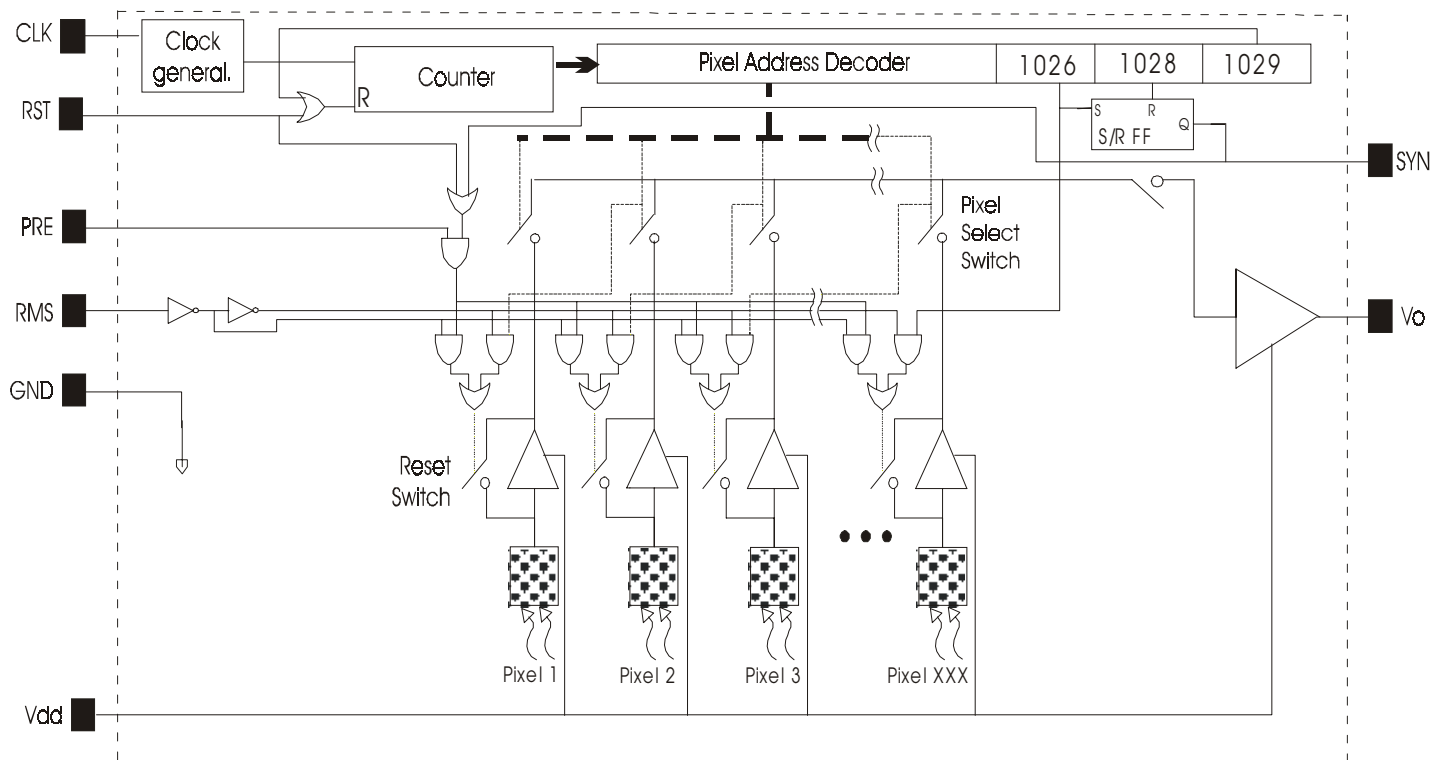 CLK
Clock
general.
Counter
R
Pixel Address Decoder
1026
1028
1029
RST
S
R
Q
S/R FF
SYN
PRE
Pixel
Select
Switch
RMS
Vo
GND
Reset
Switch
Pixel 1
Pixel 2
Pixel 3
Pixel XXX
Vdd